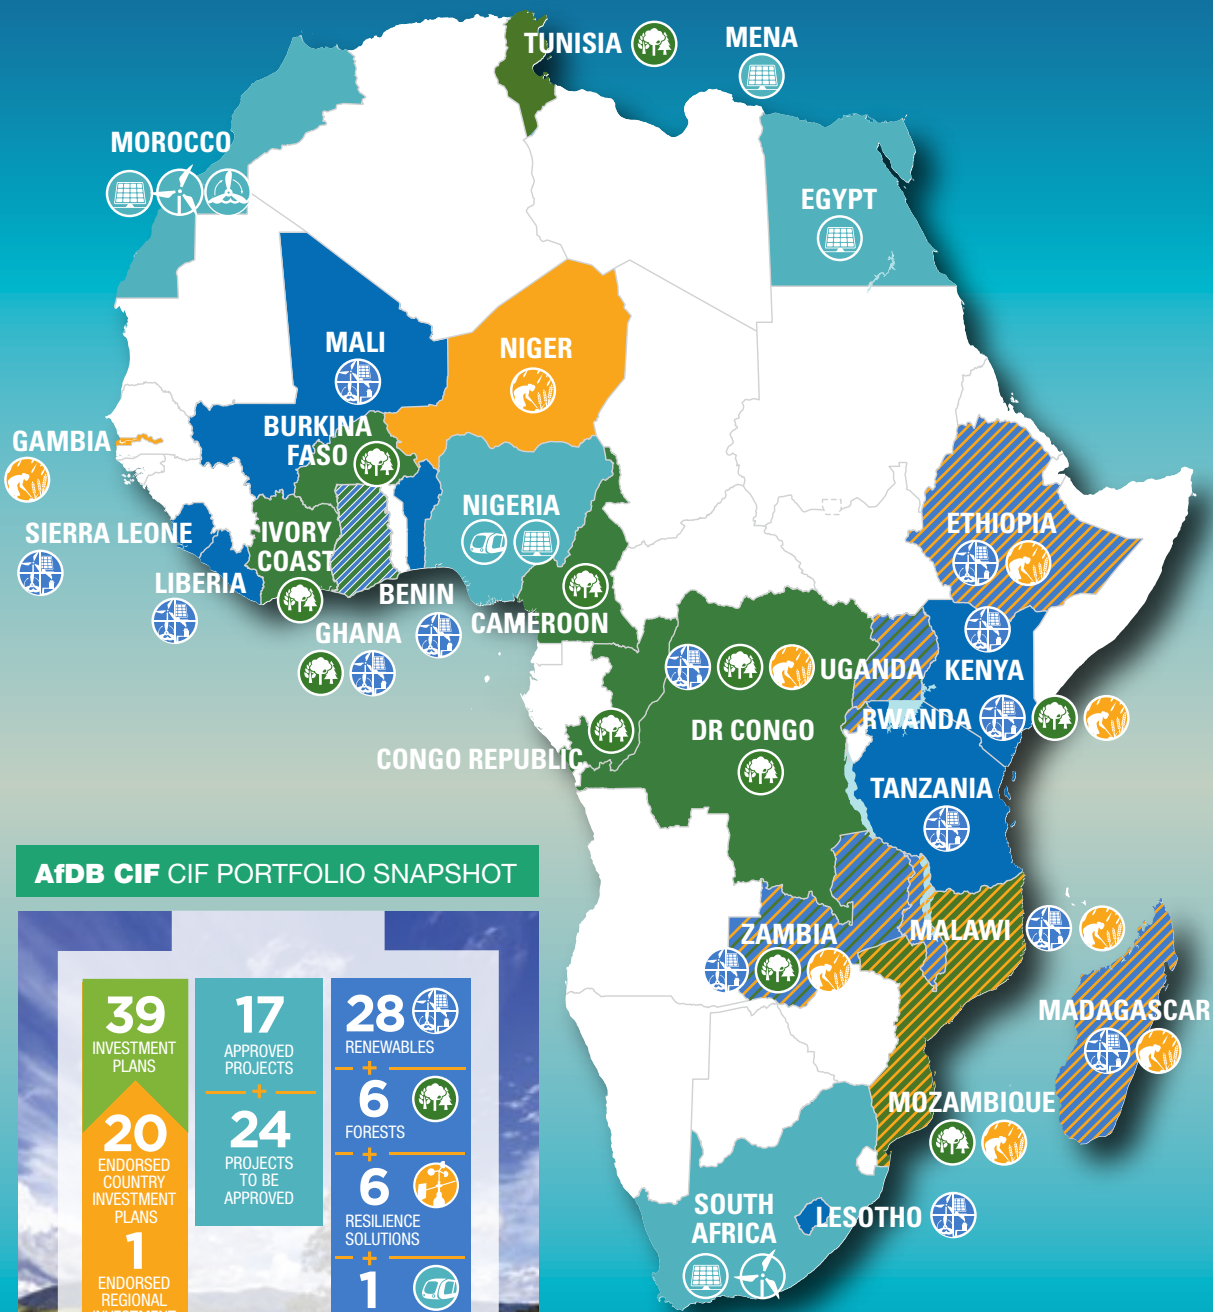 TUNISIA
MENA
MOROCCO
EGYPT
MALI
NIGER
BURKINA
FASO
GAMBIA
NIGERIA
SIERRA LEONE
IVORY
COAST
ETHIOPIA
LIBERIA
BENIN
CAMEROON
GHANA
UGANDA
KENYA
RWANDA
DR CONGO
CONGO REPUBLIC
TANZANIA
AfDB CIF CIF PORTFOLIO SNAPSHOT
ZAMBIA
MALAWI
MADAGASCAR
MOZAMBIQUE
SOUTH
AFRICA
LESOTHO
39
INVESTMENT
PLANS
20
ENDORSED
COUNTRY
INVESTMENT
PLANS
1
ENDORSED
REGIONAL
INVESTMENT
17
APPROVED
PROJECTS
+
24
PROJECTS
TO BE
APPROVED
28
RENEWABLES
+
6
FORESTS
+
6
RESILIENCE
SOLUTIONS
+
1